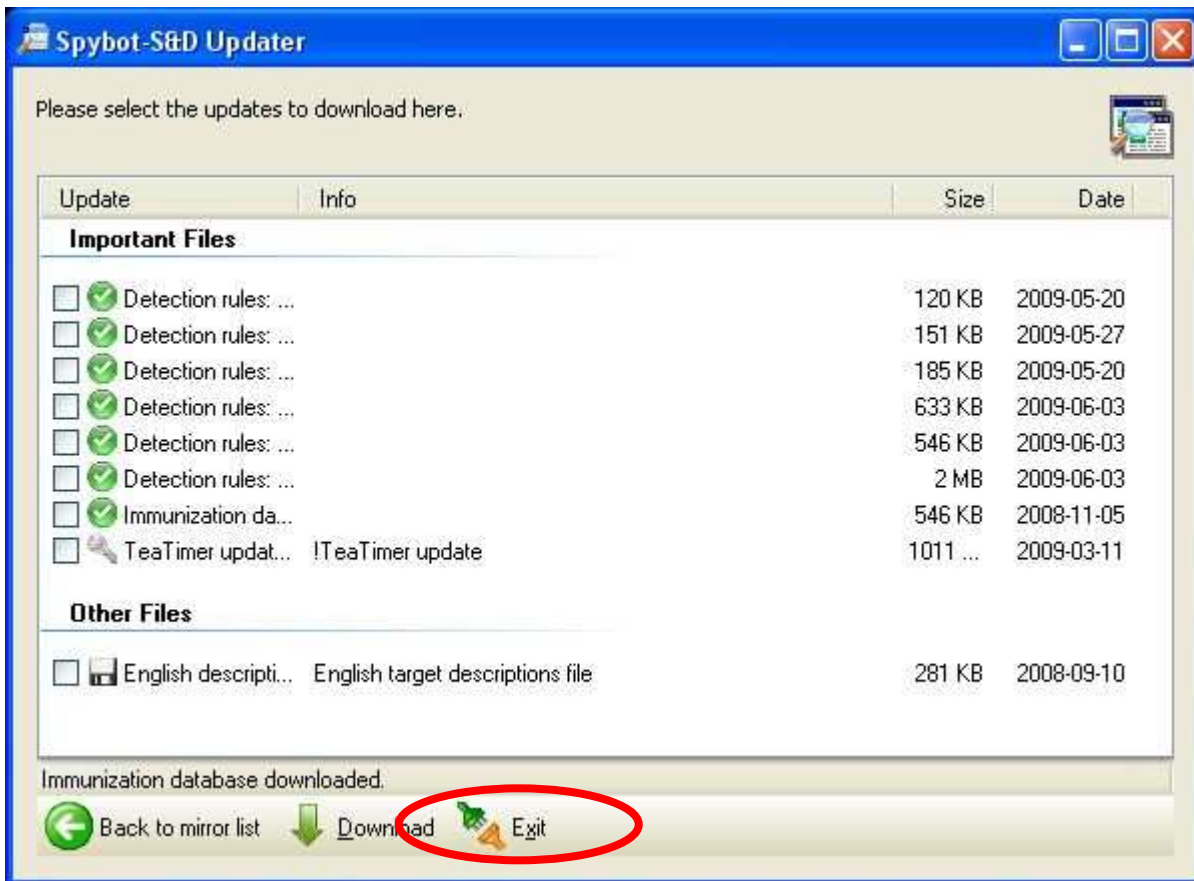 Spybot-S&D Updater
Please select the updates to download here.
Update Info Size Date
Important Files
Detection rules: ... 120 KB 2009-05-20
Detection rules: ... 151 KB 2009-05-27
Detection rules: ... 185 KB 2009-05-20
Detection rules: ... 633 KB 2009-06-03
Detection rules: ... 546 KB 2009-06-03
Detection rules: ... 2 MB 2009-06-03
Immunization da... 546 KB 2008-11-05
TeaTimer updat... !TeaTimer update 1011 ... 2009-03-11
Other Files
English descripti... English target descriptions file 281 KB 2008-09-10
Immunization database downloaded.
Back to mirror list Download Exit